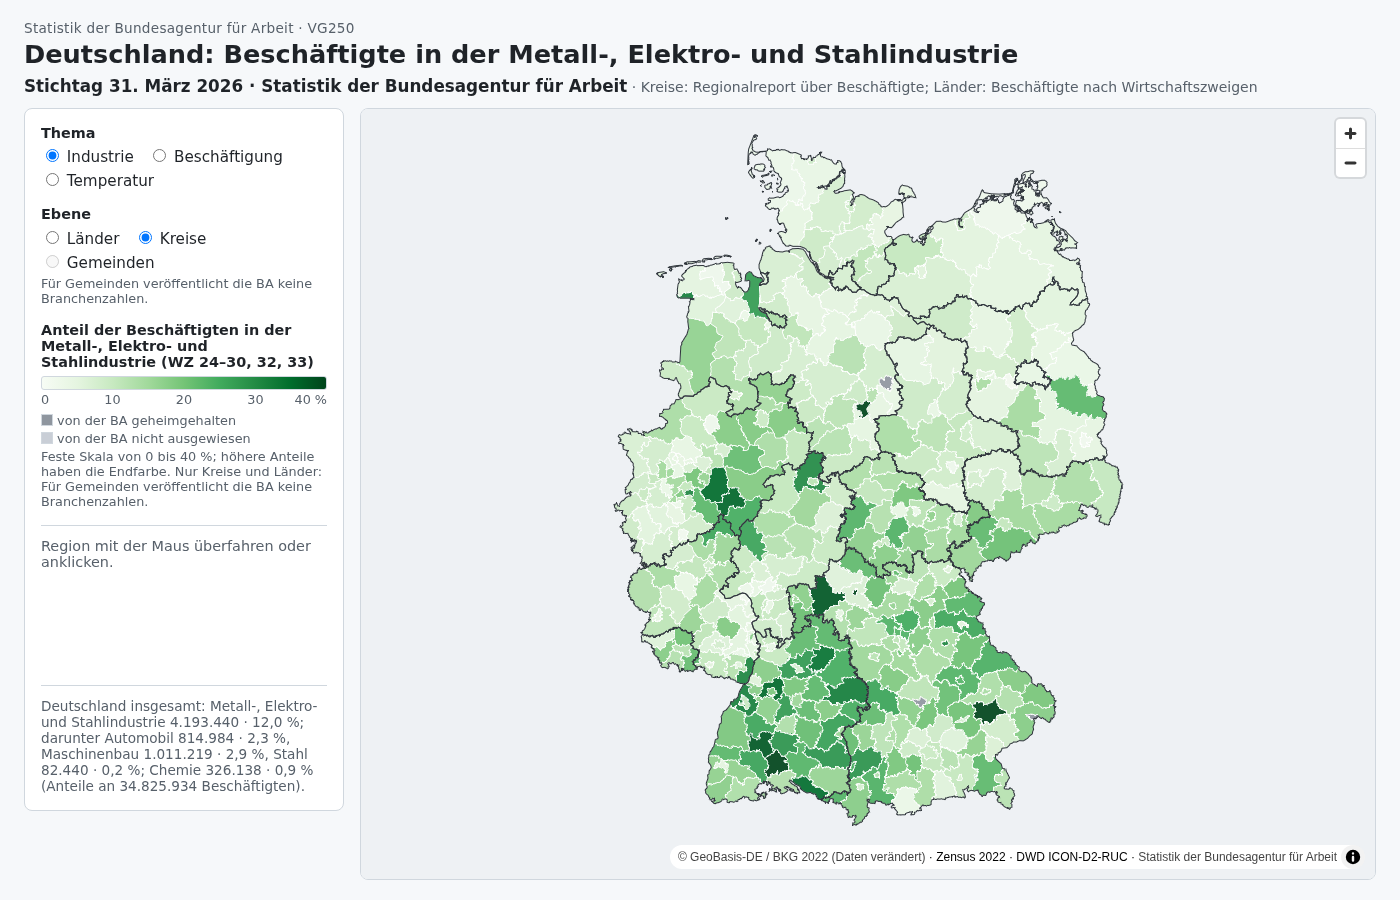 Statistik der Bundesagentur für Arbeit · VG250
Deutschland: Beschäftigte in der Metall-, Elektro- und Stahlindustrie
Stichtag 31. März 2026 · Statistik der Bundesagentur für Arbeit · Kreise: Regionalreport über Beschäftigte; Länder: Beschäftigte nach Wirtschaftszweigen
Thema
Industrie Beschäftigung
Temperatur
Ebene
Länder Kreise
Gemeinden
Für Gemeinden veröffentlicht die BA keine
Branchenzahlen.
Anteil der Beschäftigten in der
Metall-, Elektro- und
Stahlindustrie (WZ 24–30, 32, 33)
0 10 20 30 40 %
von der BA geheimgehalten
von der BA nicht ausgewiesen
Feste Skala von 0 bis 40 %; höhere Anteile
haben die Endfarbe. Nur Kreise und Länder:
Für Gemeinden veröffentlicht die BA keine
Branchenzahlen.
Region mit der Maus überfahren oder
anklicken.
Deutschland insgesamt: Metall-, Elektro-
und Stahlindustrie 4.193.440 · 12,0 %;
darunter Automobil 814.984 · 2,3 %,
Maschinenbau 1.011.219 · 2,9 %, Stahl
82.440 · 0,2 %; Chemie 326.138 · 0,9 %
(Anteile an 34.825.934 Beschäftigten).
+
−
© GeoBasis-DE / BKG 2022 (Daten verändert) · Zensus 2022 · DWD ICON-D2-RUC · Statistik der Bundesagentur für Arbeit